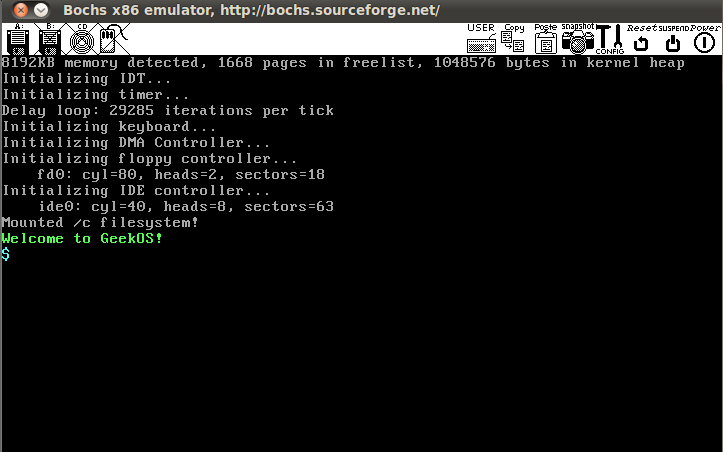 Bochs x86 emulator, http://bochs.sourceforge.net/
A: B: CD USER Copy Paste snapshot CONFIG Reset SUSPEND Power
8192KB memory detected, 1668 pages in freelist, 1048576 bytes in kernel heap
Initializing IDT...
Initializing timer...
Delay loop: 29285 iterations per tick
Initializing keyboard...
Initializing DMA Controller...
Initializing floppy controller...
    fd0: cyl=80, heads=2, sectors=18
Initializing IDE controller...
    ide0: cyl=40, heads=8, sectors=63
Mounted /c filesystem!
Welcome to GeekOS!
$